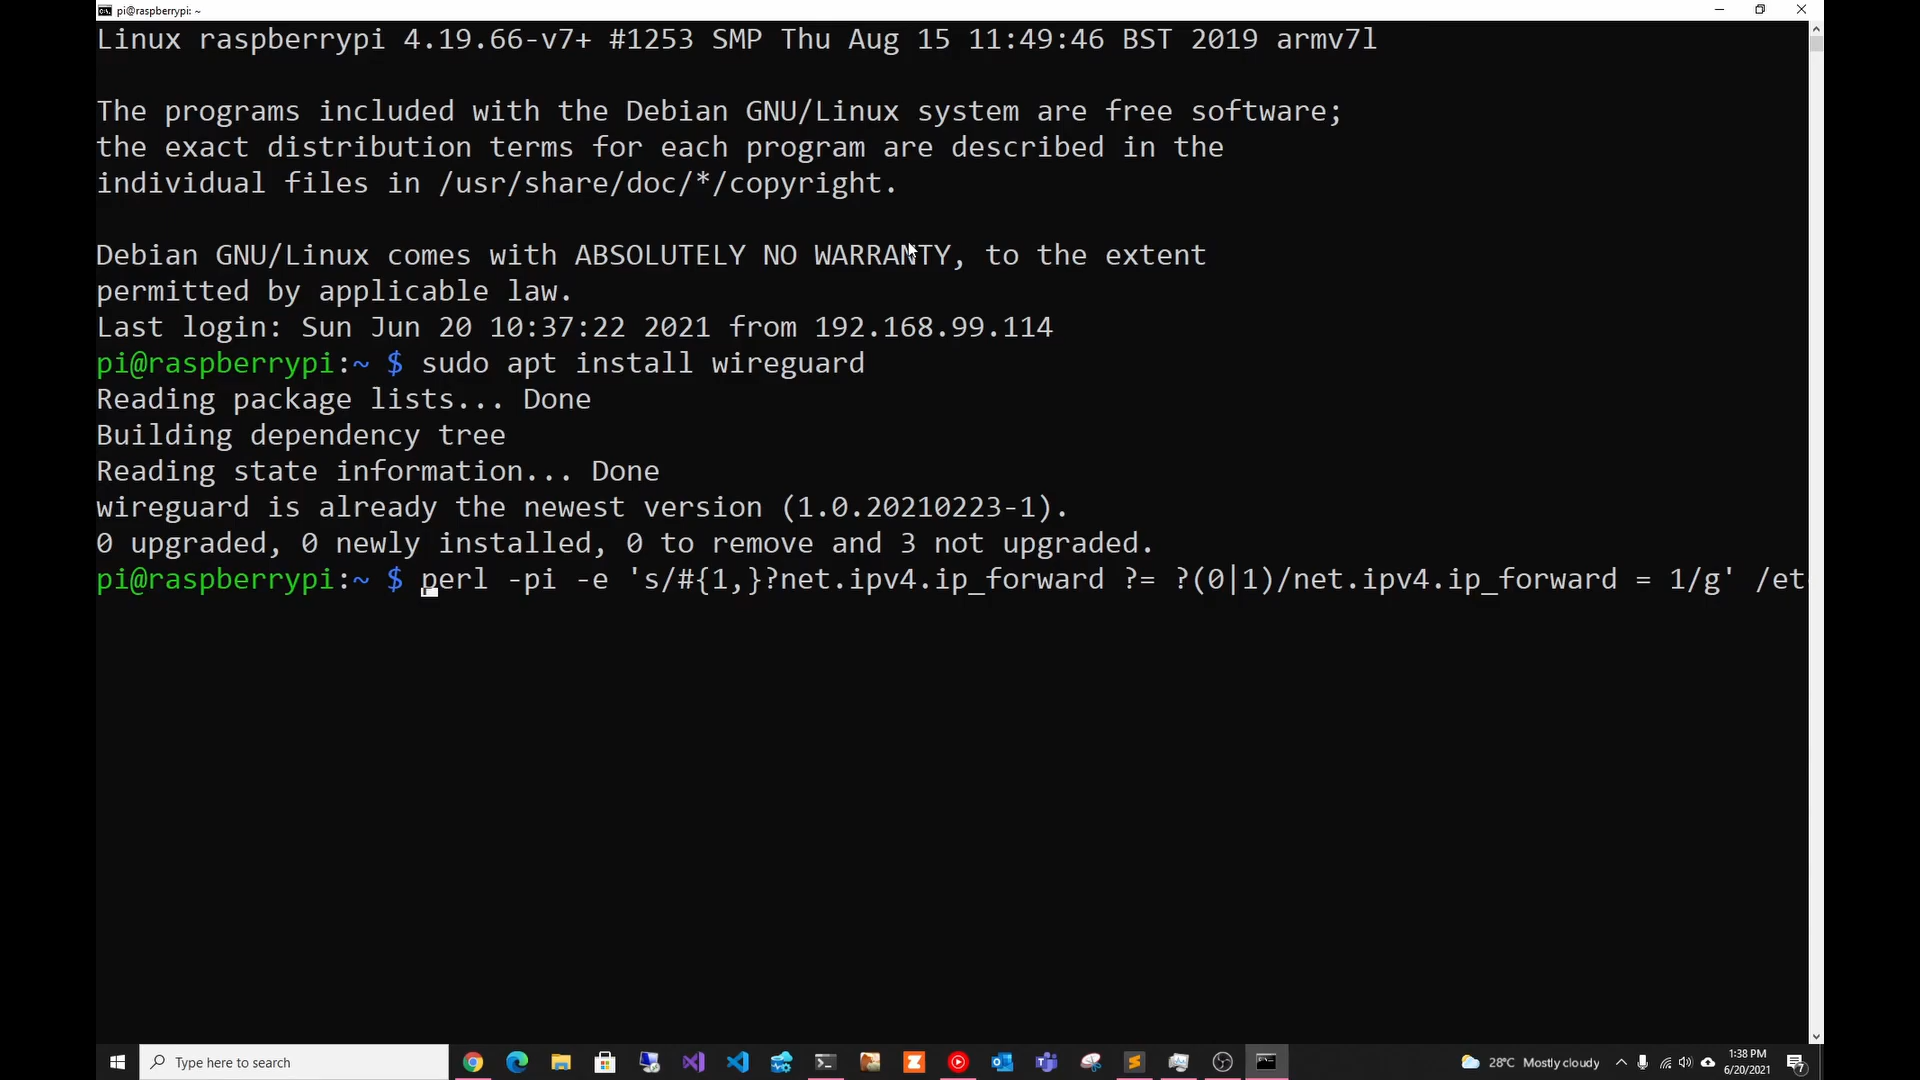 pi@raspberrypi: ~
Linux raspberrypi 4.19.66-v7+ #1253 SMP Thu Aug 15 11:49:46 BST 2019 armv7l
The programs included with the Debian GNU/Linux system are free software;
the exact distribution terms for each program are described in the
individual files in /usr/share/doc/*/copyright.
Debian GNU/Linux comes with ABSOLUTELY NO WARRANTY, to the extent
permitted by applicable law.
Last login: Sun Jun 20 10:37:22 2021 from 192.168.99.114
pi@raspberrypi:~ $ sudo apt install wireguard
Reading package lists... Done
Building dependency tree
Reading state information... Done
wireguard is already the newest version (1.0.20210223-1).
0 upgraded, 0 newly installed, 0 to remove and 3 not upgraded.
pi@raspberrypi:~ $ perl -pi -e 's/#{1,}?net.ipv4.ip_forward ?= ?(0|1)/net.ipv4.ip_forward = 1/g' /et
Type here to search
28°C Mostly cloudy
1:38 PM
6/20/2021
7